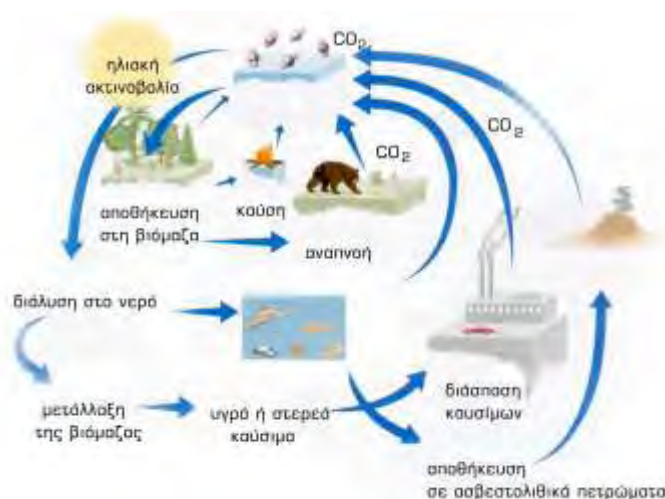 CO₂
ηλιακή
ακτινοβολία
CO₂
CO₂
αποθήκευση
στη βιόμαζα
καύση
αναπνοή
διάλυση στο νερό
διάσπαση
καυσίμων
μετάλλαξη
της βιόμαζας
υγρά ή στερεά
καύσιμα
αποθήκευση
σε ασβεστολιθικά πετρώματα